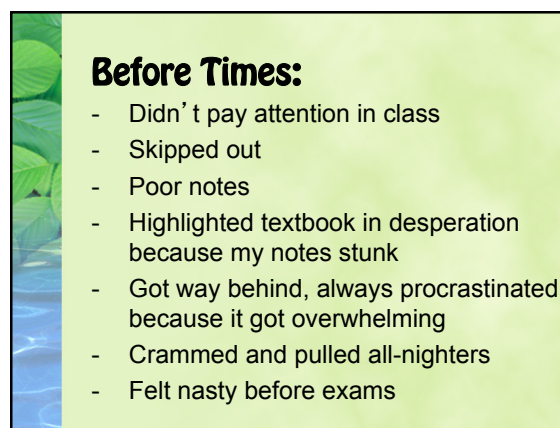 Before Times:
- Didn’t pay attention in class
- Skipped out
- Poor notes
- Highlighted textbook in desperation
because my notes stunk
- Got way behind, always procrastinated
because it got overwhelming
- Crammed and pulled all-nighters
- Felt nasty before exams